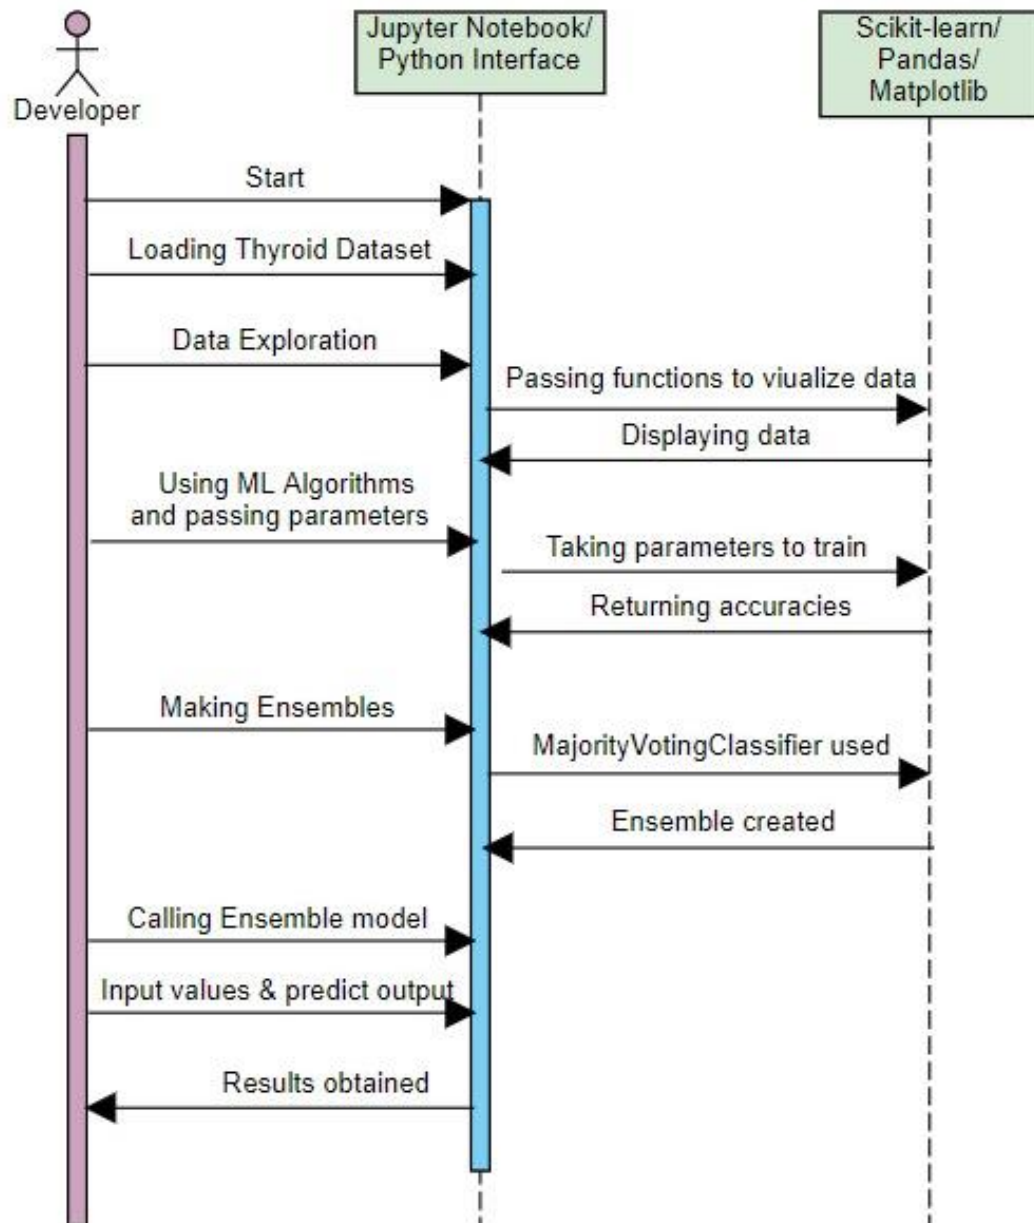 Developer
Jupyter Notebook/
Python Interface
Scikit-learn/
Pandas/
Matplotlib
Start
Loading Thyroid Dataset
Data Exploration
Passing functions to viualize data
Displaying data
Using ML Algorithms
and passing parameters
Taking parameters to train
Returning accuracies
Making Ensembles
MajorityVotingClassifier used
Ensemble created
Calling Ensemble model
Input values & predict output
Results obtained